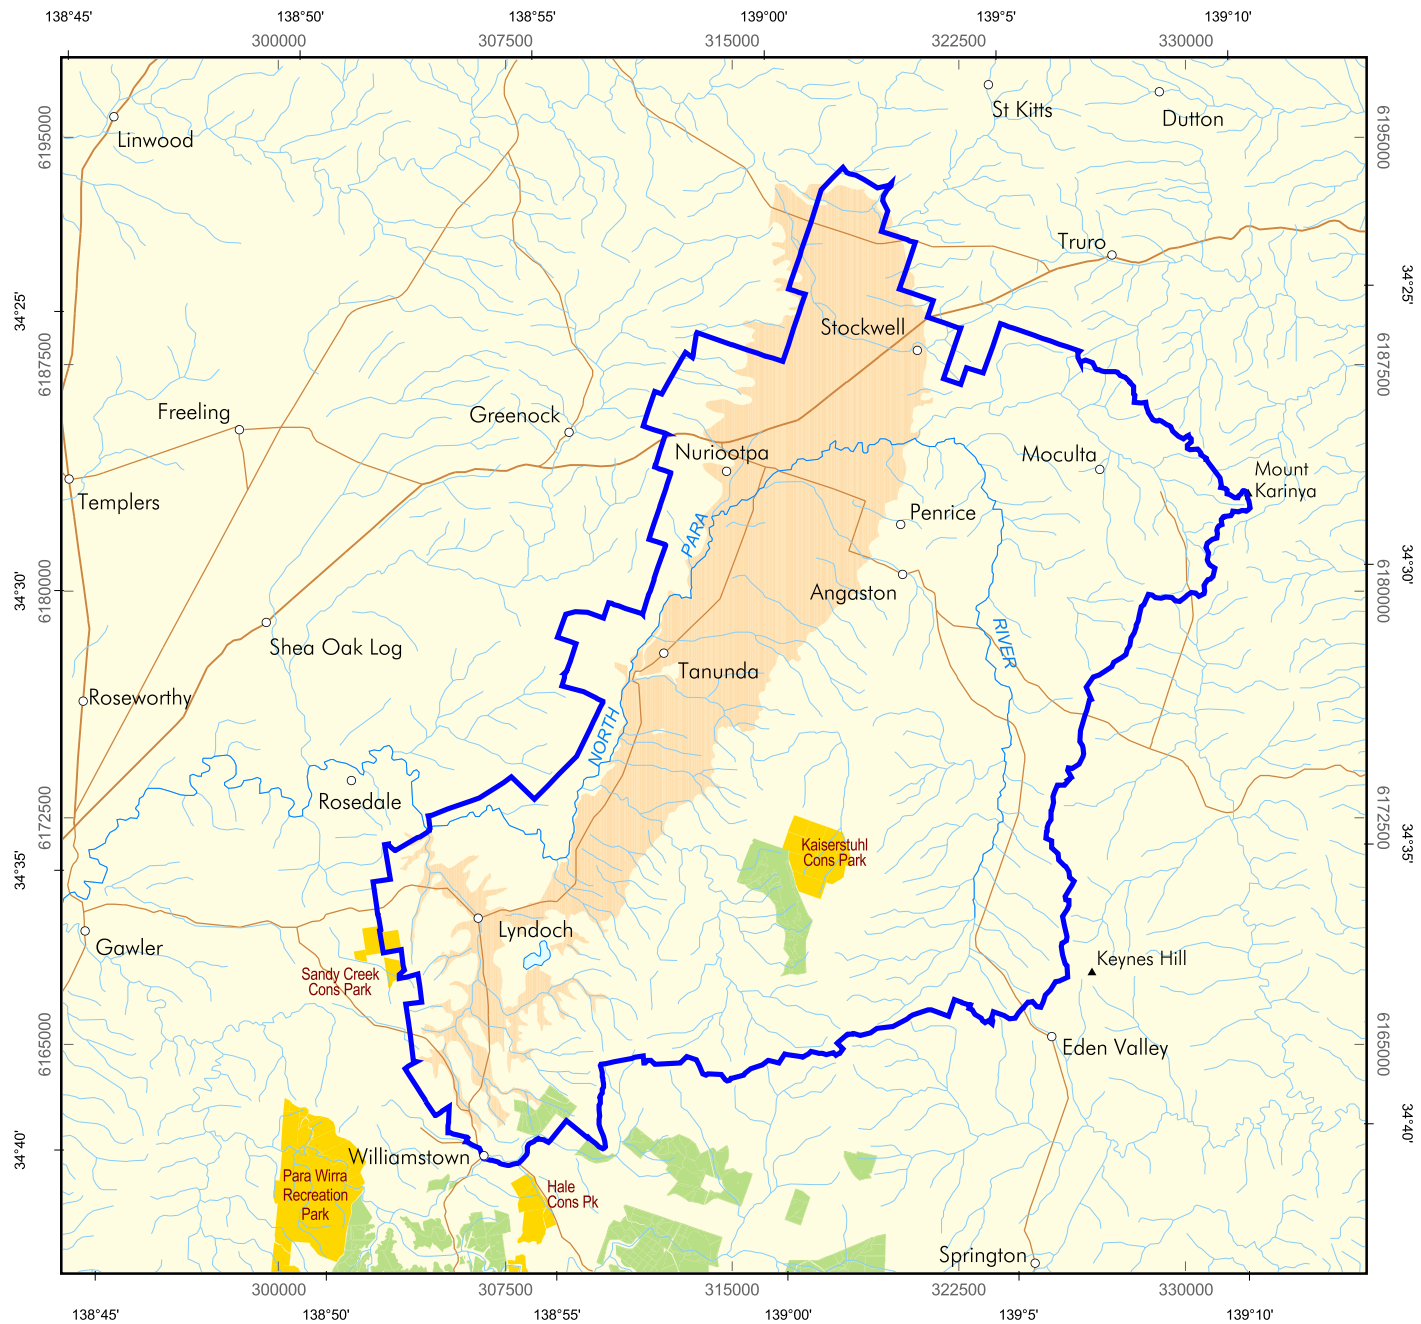 138°45' 138°50' 138°55' 139°00' 139°5' 139°10'
300000 307500 315000 322500 330000
6195000
6187500
6180000
6172500
6165000
34°25'
34°30'
34°35'
34°40'
Linwood
St Kitts
Dutton
Truro
Stockwell
Freeling
Greenock
Nuriootpa
Moculta
Mount
Karinya
Templers
Penrice
PARA
Angaston
Shea Oak Log
RIVER
Tanunda
Roseworthy
NORTH
Rosedale
Kaiserstuhl
Cons Park
Lyndoch
Gawler
Sandy Creek
Cons Park
Keynes Hill
Eden Valley
Williamstown
Para Wirra
Recreation
Park
Hale
Cons Pk
Springton
6195000
6187500
6180000
6172500
6165000
34°25'
34°30'
34°35'
34°40'
300000 307500 315000 322500 330000
138°45' 138°50' 138°55' 139°00' 139°5' 139°10'